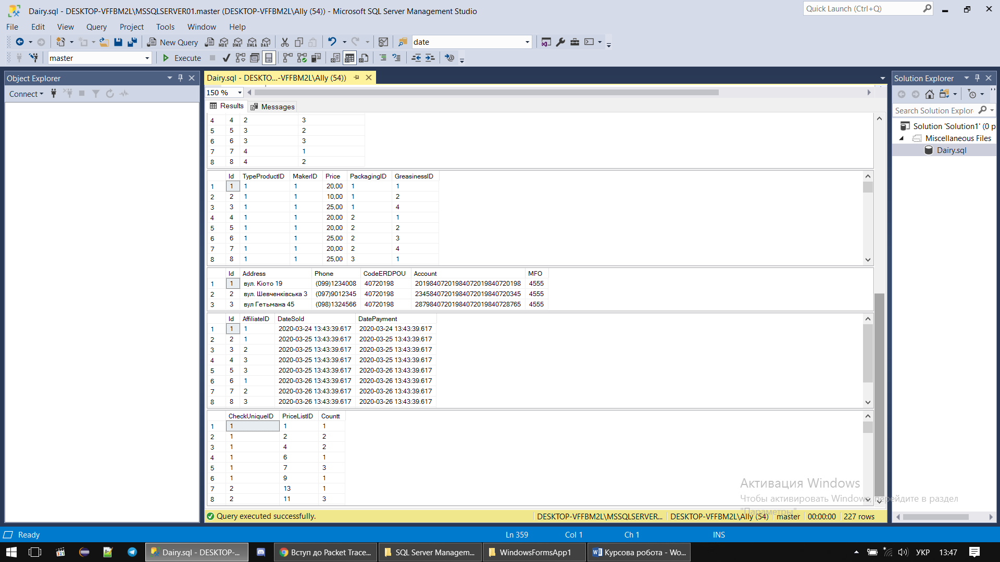 Dairy.sql - DESKTOP-VFFBM2L\MSSQLSERVER01.master (DESKTOP-VFFBM2L\Ally (54)) - Microsoft SQL Server Management Studio
Quick Launch (Ctrl+Q)
File Edit View Query Project Tools Window Help
New Query MDX DMX XMLA DAX date
master Execute
Object Explorer
Connect
Dairy.sql - DESKTO...-VFFBM2L\Ally (54))
150 %
Results Messages
4 4 2 3
5 5 3 2
6 6 3 3
7 7 4 1
8 8 4 2
Id TypeProductID MakerID Price PackagingID GreasinessID
1 1 1 1 20,00 1 1
2 2 1 1 10,00 1 2
3 3 1 1 25,00 1 4
4 4 1 1 20,00 2 1
5 5 1 1 20,00 2 2
6 6 1 1 25,00 2 3
7 7 1 1 20,00 2 4
8 8 1 1 25,00 3 1
Id Address Phone CodeERDPOU Account MFO
1 1 вул. Кіото 19 (099)1234008 40720198 20198407201984072019840720198 4555
2 2 вул. Шевченківська 3 (097)9012345 40720198 23458407201984072019840720345 4555
3 3 вул Гетьмана 45 (098)1324566 40720198 28798407201984072019840728765 4555
Id AffiliateID DateSold DatePayment
1 1 1 2020-03-24 13:43:39.617 2020-03-24 13:43:39.617
2 2 1 2020-03-25 13:43:39.617 2020-03-25 13:43:39.617
3 3 2 2020-03-25 13:43:39.617 2020-03-25 13:43:39.617
4 4 3 2020-03-25 13:43:39.617 2020-03-25 13:43:39.617
5 5 3 2020-03-25 13:43:39.617 2020-03-26 13:43:39.617
6 6 1 2020-03-26 13:43:39.617 2020-03-26 13:43:39.617
7 7 2 2020-03-26 13:43:39.617 2020-03-26 13:43:39.617
8 8 3 2020-03-26 13:43:39.617 2020-03-26 13:43:39.617
CheckUniqueID PriceListID Countt
1 1 1 1
2 1 2 2
3 1 4 2
4 1 6 1
5 1 7 3
6 1 9 1
7 2 13 1
8 2 11 3
Solution Explorer
Search Solution Explor
Solution 'Solution1' (0 p
Miscellaneous Files
Dairy.sql
Активация Windows
Чтобы активировать Windows, перейдите в раздел
"Параметры".
Query executed successfully. DESKTOP-VFFBM2L\MSSQLSERVER... DESKTOP-VFFBM2L\Ally (54) master 00:00:00 227 rows
Ready Ln 359 Col 1 Ch 1 INS
Dairy.sql - DESKTOP-... Вступ до Packet Trace... SQL Server Managem... WindowsFormsApp1 Курсова робота - Wo... УКР 13:47